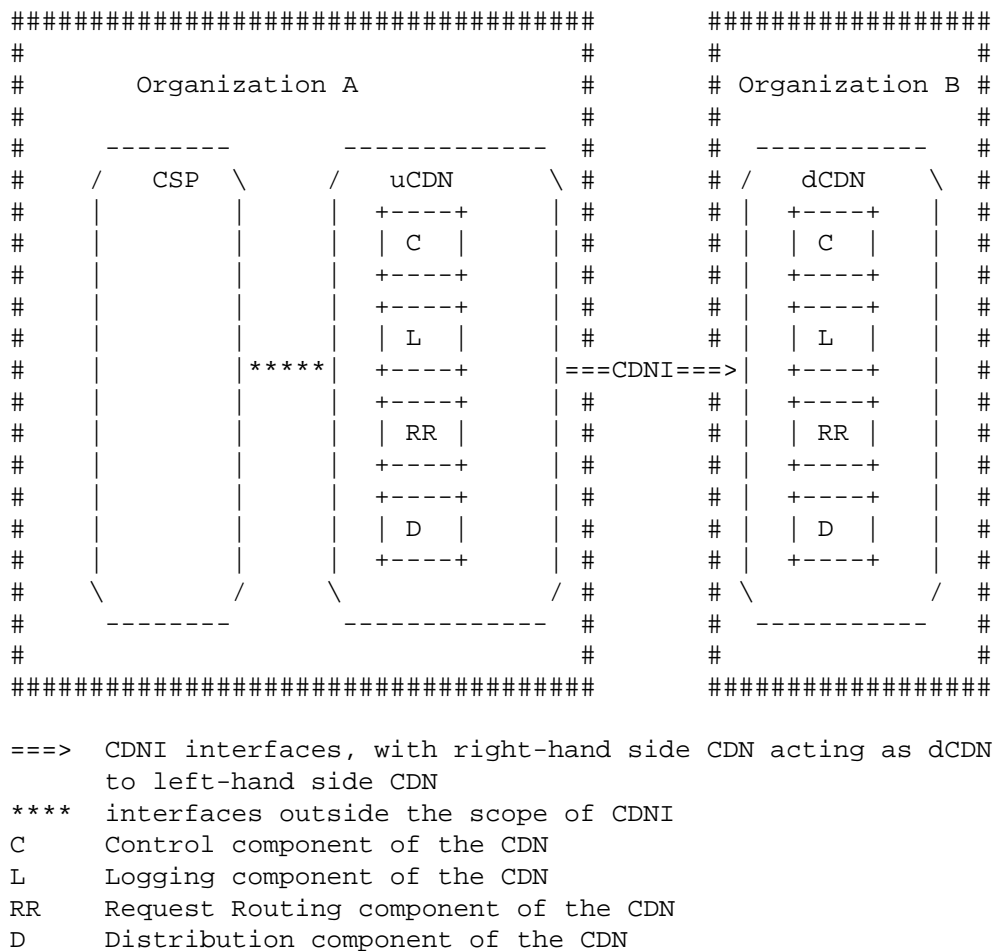 #####################################       ##################
#                                   #       #                #
#       Organization A              #       # Organization B #
#                                   #       #                #
#     --------       -------------  #       #  -----------   #
#    /   CSP  \     /   uCDN      \ #       # /   dCDN    \  #
#    |        |     |  +----+     | #       # |  +----+   |  #
#    |        |     |  | C  |     | #       # |  | C  |   |  #
#    |        |     |  +----+     | #       # |  +----+   |  #
#    |        |     |  +----+     | #       # |  +----+   |  #
#    |        |     |  | L  |     | #       # |  | L  |   |  #
#    |        |*****|  +----+     |===CDNI===>|  +----+   |  #
#    |        |     |  +----+     | #       # |  +----+   |  #
#    |        |     |  | RR |     | #       # |  | RR |   |  #
#    |        |     |  +----+     | #       # |  +----+   |  #
#    |        |     |  +----+     | #       # |  +----+   |  #
#    |        |     |  | D  |     | #       # |  | D  |   |  #
#    |        |     |  +----+     | #       # |  +----+   |  #
#    \        /     \             / #       # \           /  #
#     --------       -------------  #       #  -----------   #
#                                   #       #                #
#####################################       ##################
===>  CDNI interfaces, with right-hand side CDN acting as dCDN
      to left-hand side CDN
****  interfaces outside the scope of CDNI
C     Control component of the CDN
L     Logging component of the CDN
RR    Request Routing component of the CDN
D     Distribution component of the CDN